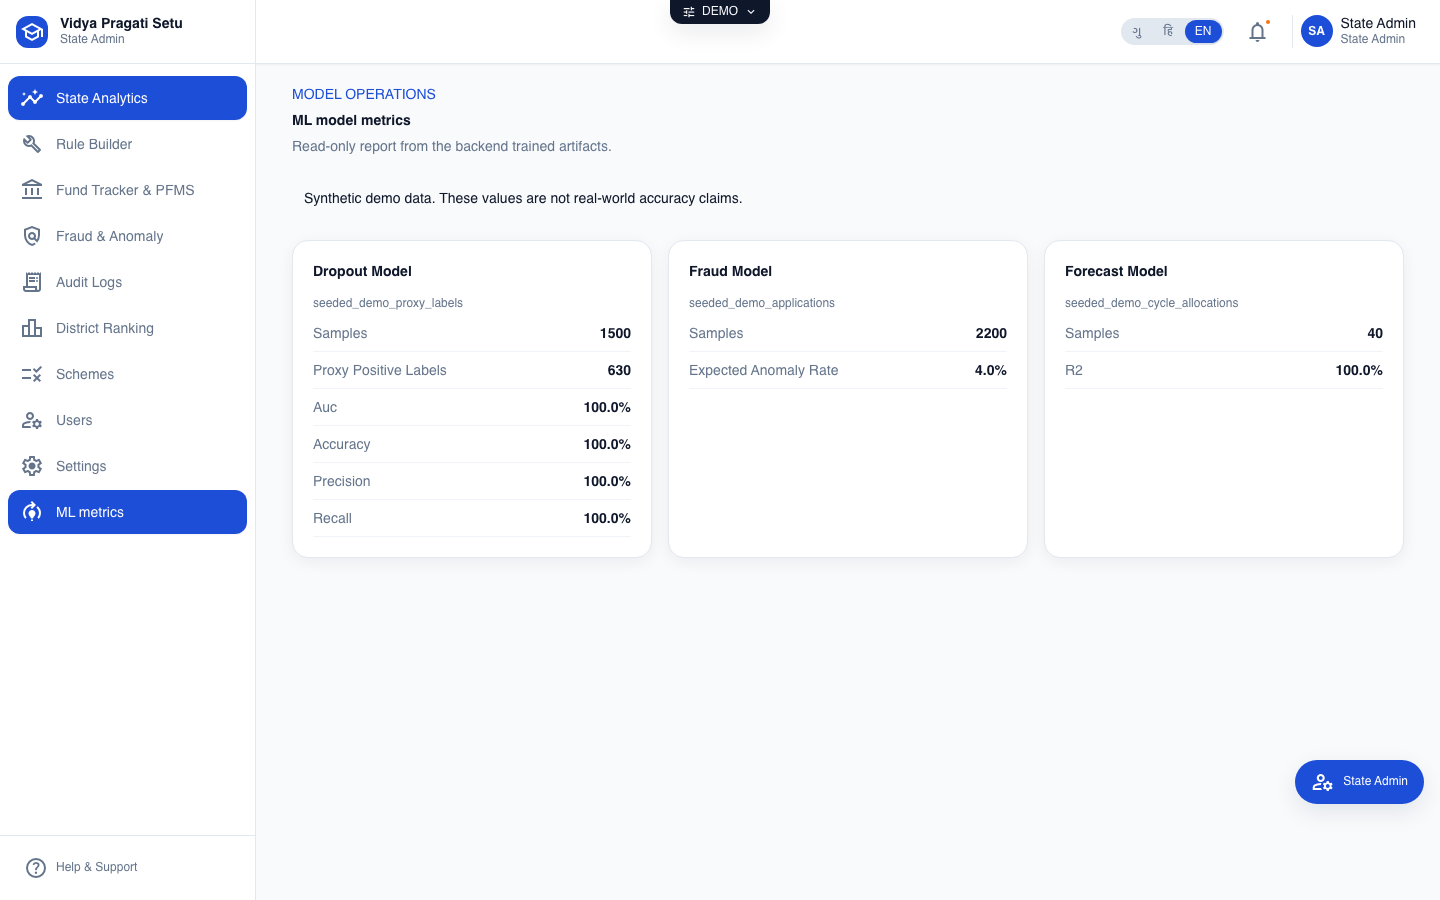 Vidya Pragati Setu
State Admin
DEMO
ગુ
हि
EN
SA
State Admin
State Admin
State Analytics
Rule Builder
Fund Tracker & PFMS
Fraud & Anomaly
Audit Logs
District Ranking
Schemes
Users
Settings
ML metrics
Help & Support
MODEL OPERATIONS
ML model metrics
Read-only report from the backend trained artifacts.
Synthetic demo data. These values are not real-world accuracy claims.
Dropout Model
seeded_demo_proxy_labels
Samples 1500
Proxy Positive Labels 630
Auc 100.0%
Accuracy 100.0%
Precision 100.0%
Recall 100.0%
Fraud Model
seeded_demo_applications
Samples 2200
Expected Anomaly Rate 4.0%
Forecast Model
seeded_demo_cycle_allocations
Samples 40
R2 100.0%
State Admin